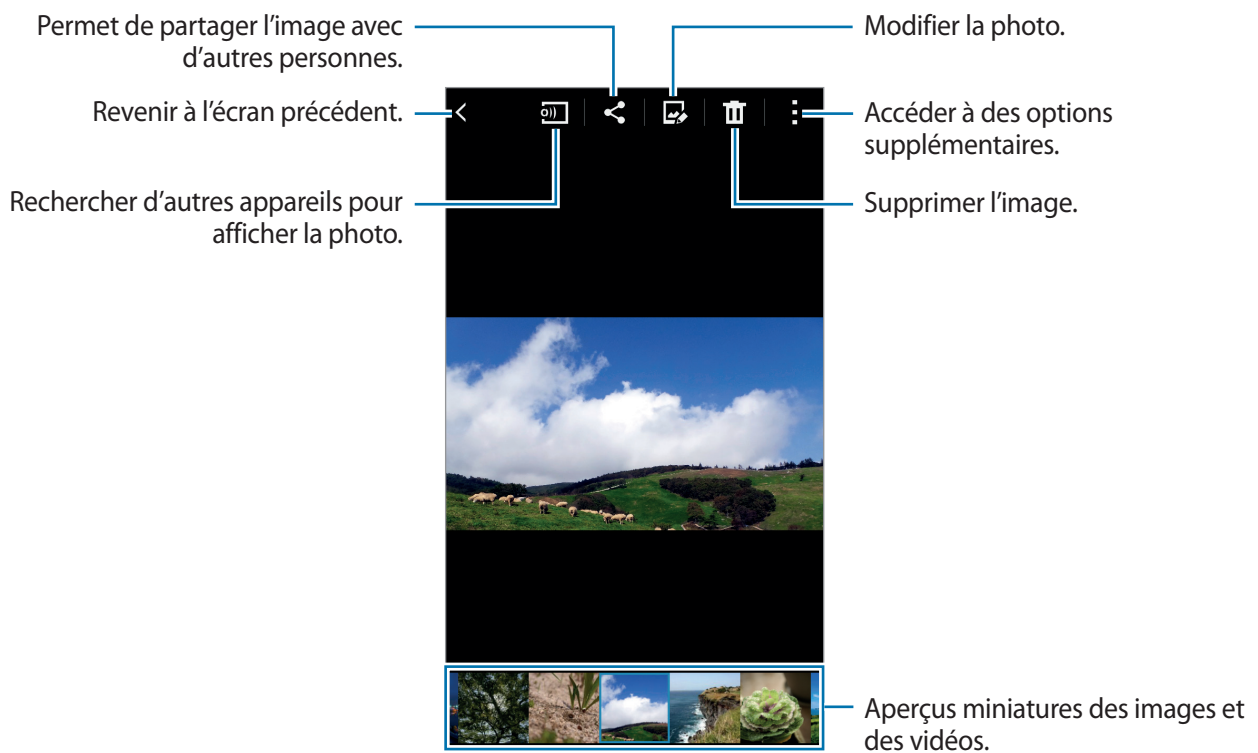 Permet de partager l’image avec
d’autres personnes.
Modifier la photo.
Revenir à l’écran précédent.
Accéder à des options
supplémentaires.
Rechercher d’autres appareils pour
afficher la photo.
Supprimer l’image.
Aperçus miniatures des images et
des vidéos.